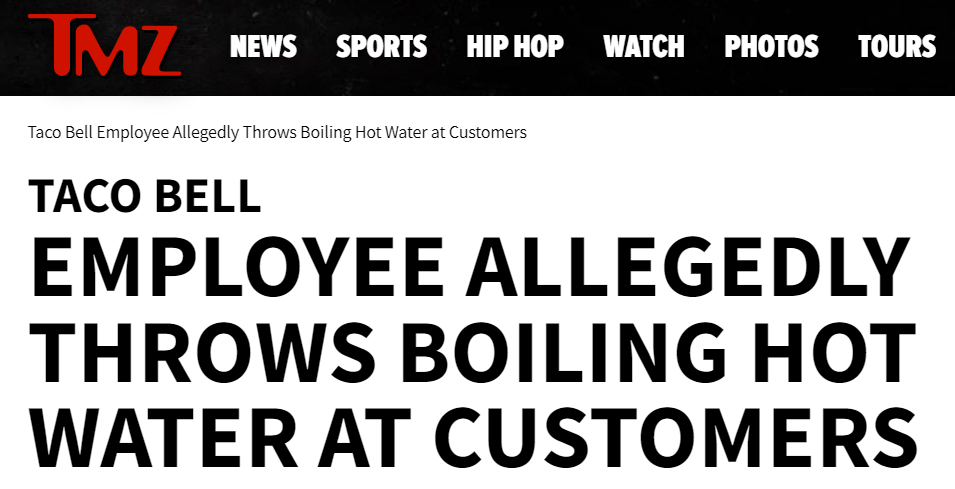 TMZ NEWS SPORTS HIP HOP WATCH PHOTOS TOURS
Taco Bell Employee Allegedly Throws Boiling Hot Water at Customers
TACO BELL
EMPLOYEE ALLEGEDLY
THROWS BOILING HOT
WATER AT CUSTOMERS